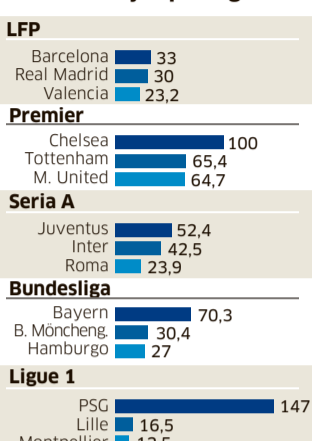 LFP
Barcelona 33
Real Madrid 30
Valencia 23,2
Premier
Chelsea 100
Tottenham 65,4
M. United 64,7
Seria A
Juventus 52,4
Inter 42,5
Roma 23,9
Bundesliga
Bayern 70,3
B. Möncheng. 30,4
Hamburgo 27
Ligue 1
PSG 147
Lille 16,5
Montpellier